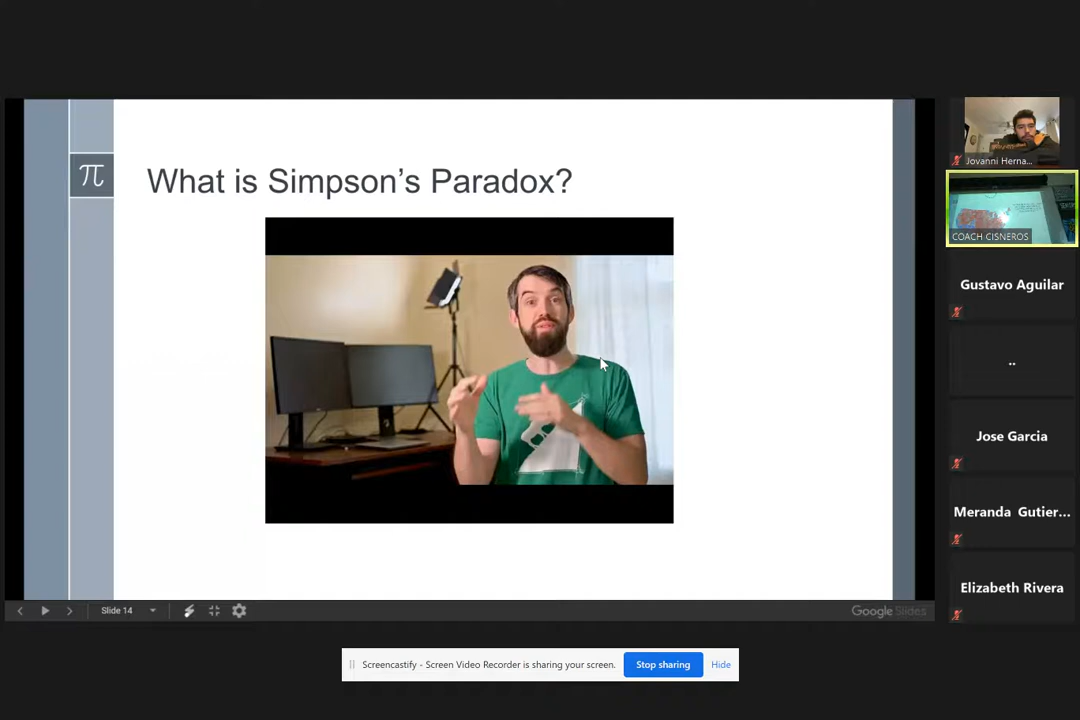 π
What is Simpson's Paradox?
Jovanni Herna...
COACH CISNEROS
Gustavo Aguilar
..
Jose Garcia
Meranda Gutier...
Elizabeth Rivera
Slide 14
Google Slides
Screencastify - Screen Video Recorder is sharing your screen.
Stop sharing
Hide